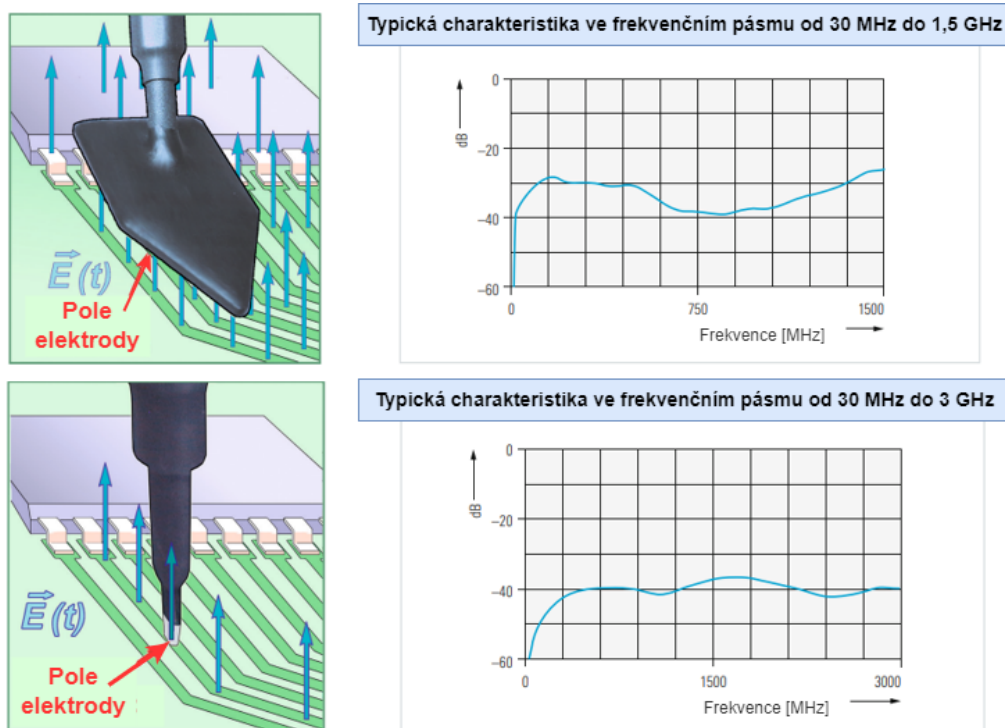 Typická charakteristika ve frekvenčním pásmu od 30 MHz do 1,5 GHz
E (t)
Pole
elektrody
dB
0
–20
–40
–60
0
750
1500
Frekvence [MHz]
Typická charakteristika ve frekvenčním pásmu od 30 MHz do 3 GHz
E (t)
Pole
elektrody
dB
0
–20
–40
–60
0
1500
3000
Frekvence [MHz]